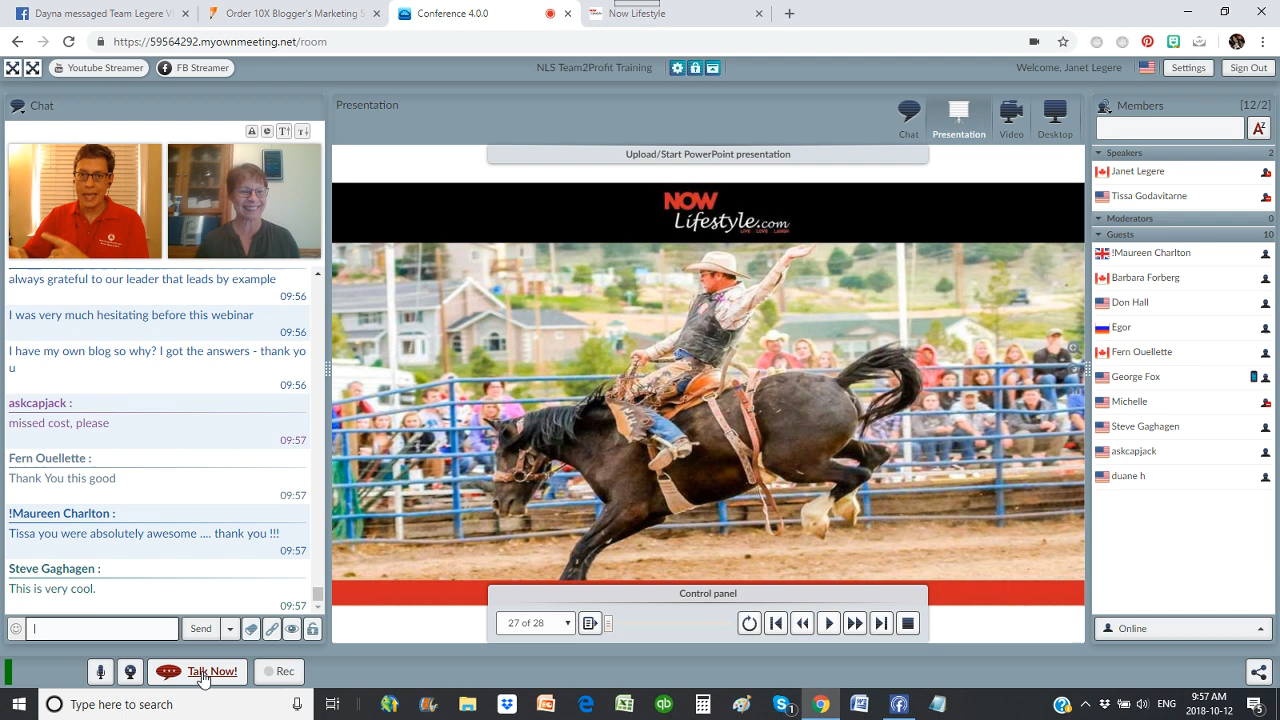 Dayna messaged Team Legere V
Order 10X Blogger's Marketing S
Conference 4.0.0
Now Lifestyle
https://59564292.myownmeeting.net/room
Youtube Streamer
FB Streamer
NLS Team2Profit Training
Welcome, Janet Legere
Settings
Sign Out
Chat
always grateful to our leader that leads by example
09:56
I was very much hesitating before this webinar
09:56
I have my own blog so why? I got the answers - thank yo
u
09:56
askcapjack :
missed cost, please
09:57
Fern Ouellette :
Thank You this good
09:57
!Maureen Charlton :
Tissa you were absolutely awesome .... thank you !!!
09:57
Steve Gaghagen :
This is very cool.
09:57
Send
Talk Now!
Rec
Presentation
Chat
Presentation
Video
Desktop
Upload/Start PowerPoint presentation
NOW
Lifestyle.com
LIVE LOVE LAUGH
Control panel
27 of 28
Members
[12/2]
Speakers 2
Janet Legere
Tissa Godavitarne
Moderators 0
Guests 10
!Maureen Charlton
Barbara Forberg
Don Hall
Egor
Fern Ouellette
George Fox
Michelle
Steve Gaghagen
askcapjack
duane h
Online
Type here to search
9:57 AM
2018-10-12